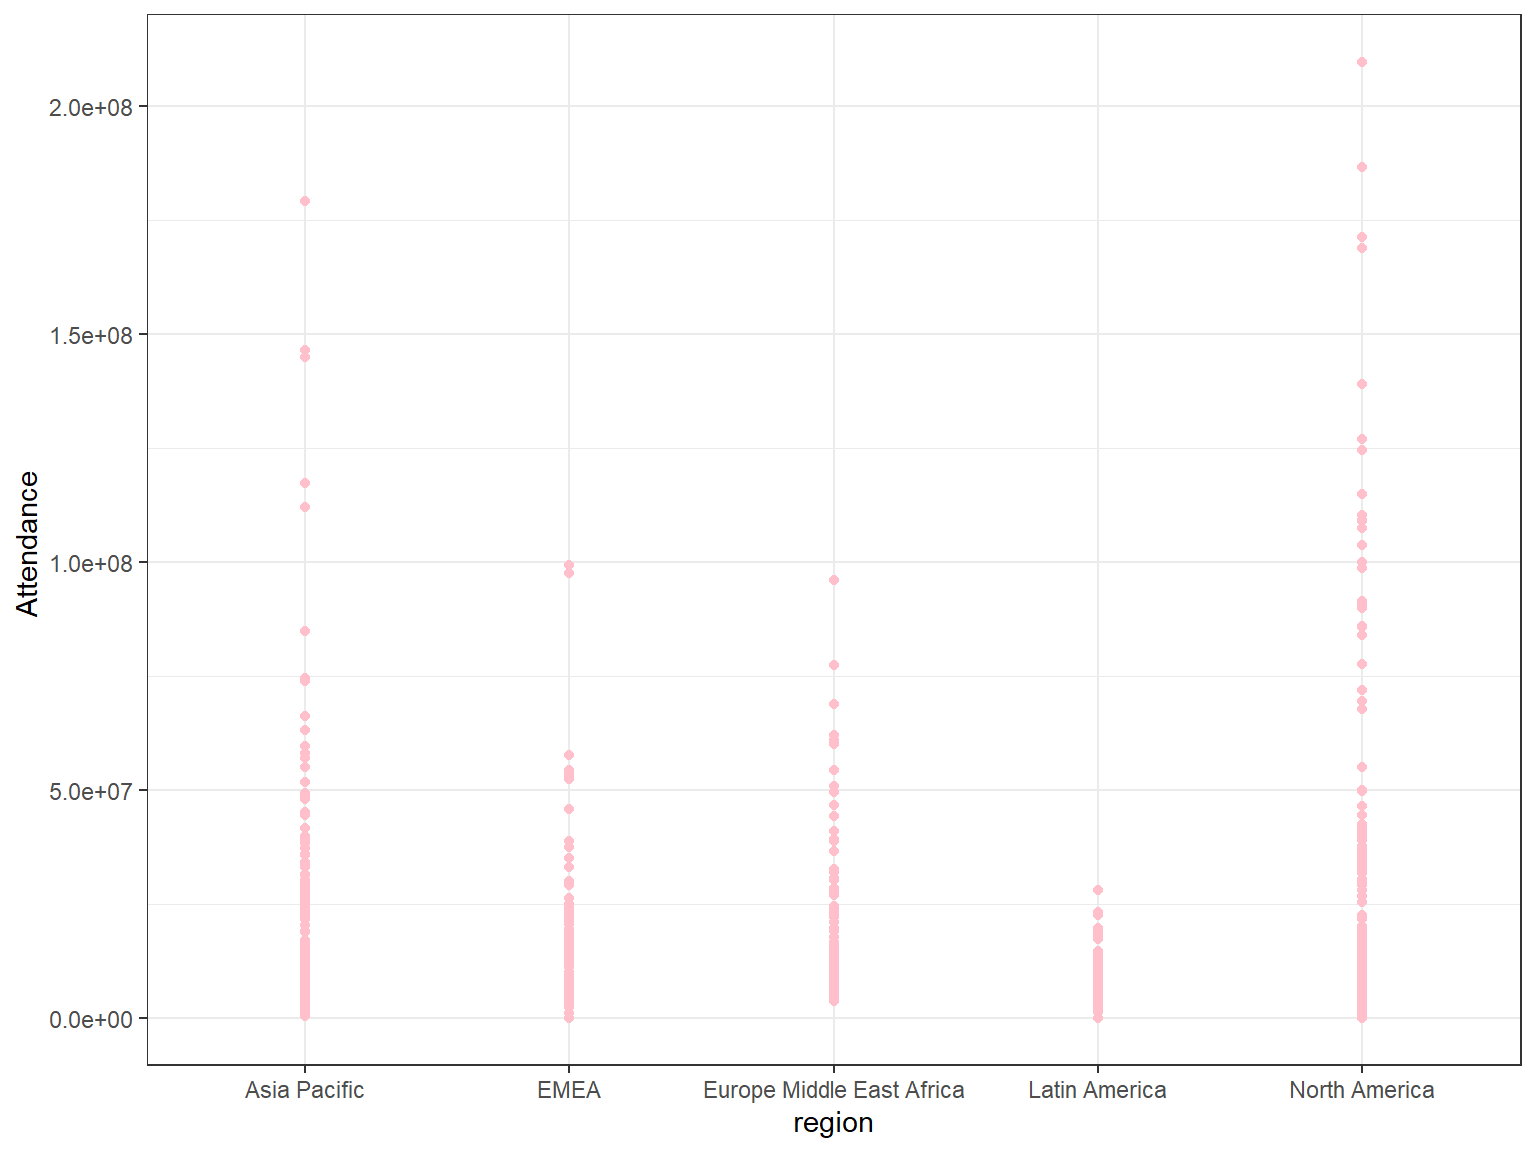 2.0e+08
1.5e+08
1.0e+08
5.0e+07
0.0e+00
Attendance
Asia Pacific
EMEA
Europe Middle East Africa
Latin America
North America
region